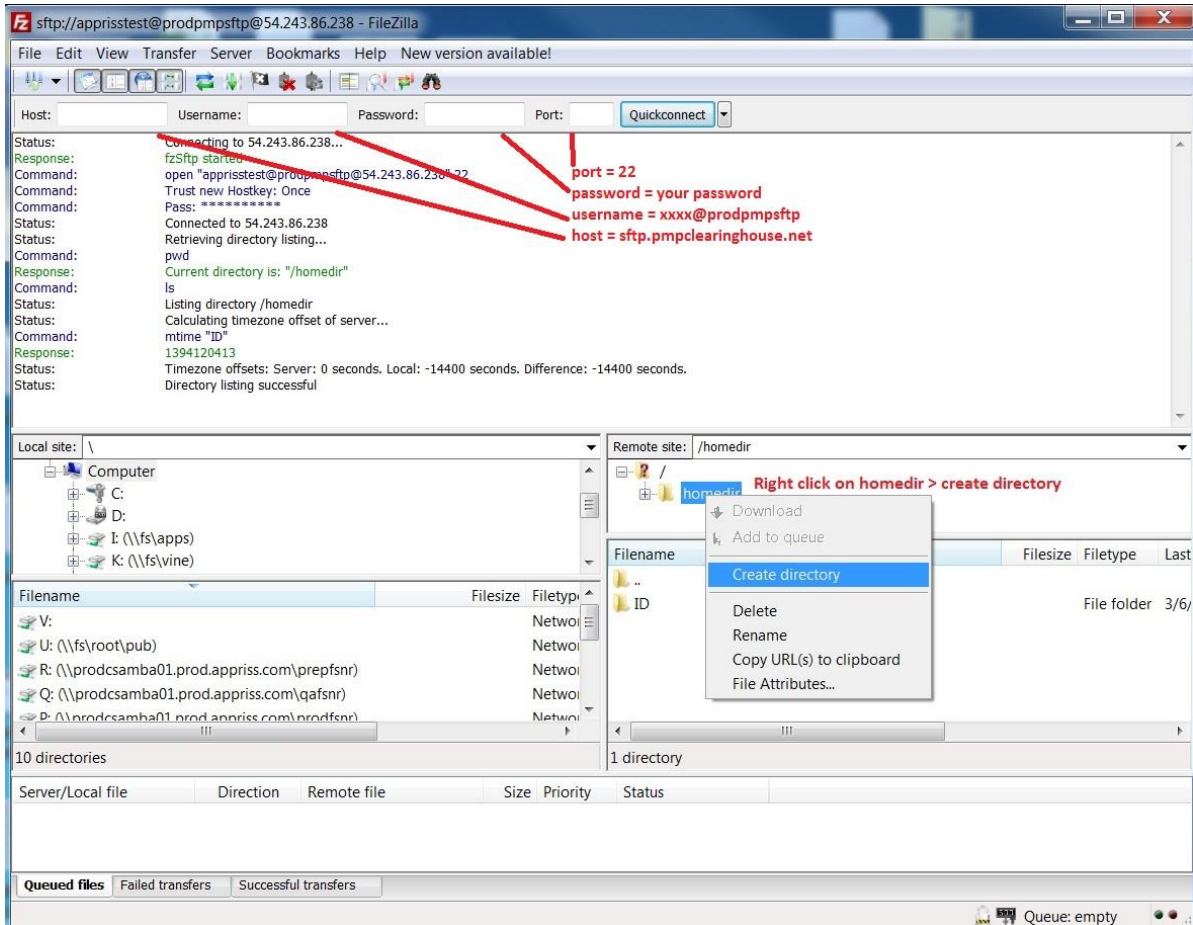 sftp://apprisstest@prodpmpsftp@54.243.86.238 - FileZilla
File Edit View Transfer Server Bookmarks Help New version available!
Host: Username: Password: Port: Quickconnect
Status: Connecting to 54.243.86.238...
Response: fzSftp started
Command: open "apprisstest@prodpmpsftp@54.243.86.238" 22
Command: Trust new Hostkey: Once
Command: Pass: **********
Status: Connected to 54.243.86.238
Status: Retrieving directory listing...
Command: pwd
Response: Current directory is: "/homedir"
Command: ls
Status: Listing directory /homedir
Status: Calculating timezone offset of server...
Command: mtime "ID"
Response: 1394120413
Status: Timezone offsets: Server: 0 seconds. Local: -14400 seconds. Difference: -14400 seconds.
Status: Directory listing successful
port = 22
password = your password
username = xxxx@prodpmpsftp
host = sftp.pmpclearinghouse.net
Local site: \
Computer
C:
D:
I: (\\fs\apps)
K: (\\fs\vine)
Filename Filesize Filetyp
V: Netwo
U: (\\fs\root\pub) Netwo
R: (\\prodcsamba01.prod.appriss.com\prepfsnr) Netwo
Q: (\\prodcsamba01.prod.appriss.com\qafsnr) Netwo
P: (\\prodcsamba01.prod.appriss.com\prodfsnr) Netwo
10 directories
Remote site: /homedir
/
homedir
Right click on homedir > create directory
Download
Add to queue
Create directory
Delete
Rename
Copy URL(s) to clipboard
File Attributes...
Filename Filesize Filetype Last
..
ID File folder 3/6/
1 directory
Server/Local file Direction Remote file Size Priority Status
Queued files Failed transfers Successful transfers
Queue: empty